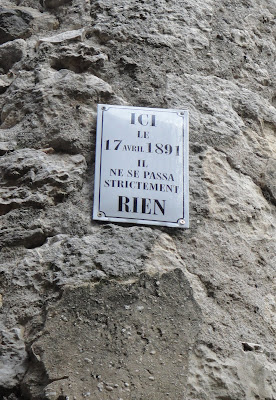 ICI
LE
17 AVRIL 1891
IL
NE SE PASSA
STRICTEMENT
RIEN